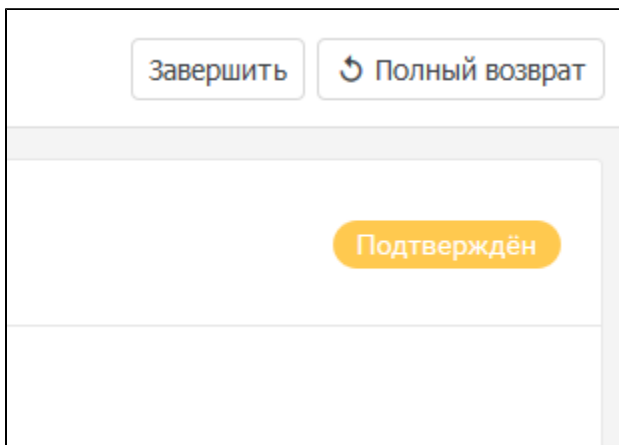 Завершить
Полный возврат
Подтверждён